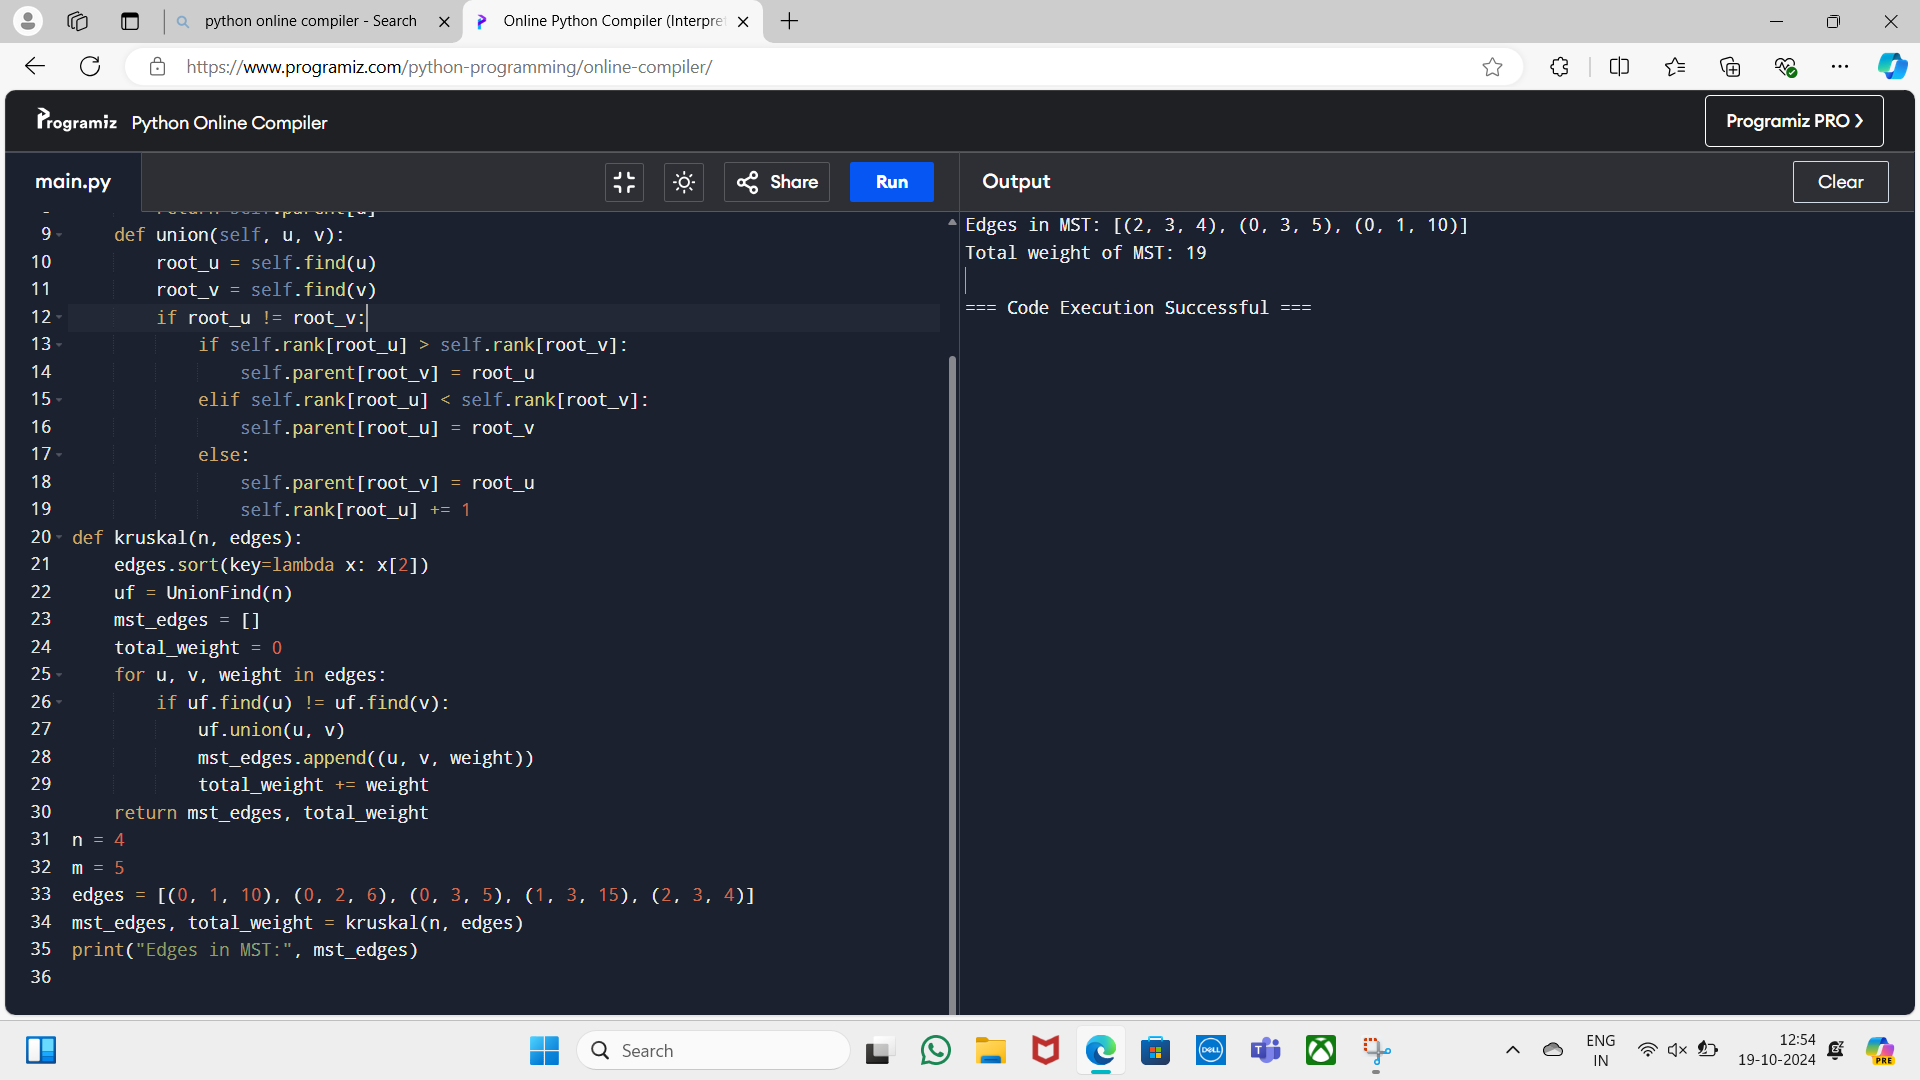 python online compiler - Search
Online Python Compiler (Interpre
https://www.programiz.com/python-programming/online-compiler/
Programiz Python Online Compiler
Programiz PRO ❯
main.py
Share
Run
Output
Clear
return self.parent[u]
9 def union(self, u, v):
10 root_u = self.find(u)
11 root_v = self.find(v)
12 if root_u != root_v:
13 if self.rank[root_u] > self.rank[root_v]:
14 self.parent[root_v] = root_u
15 elif self.rank[root_u] < self.rank[root_v]:
16 self.parent[root_u] = root_v
17 else:
18 self.parent[root_v] = root_u
19 self.rank[root_u] += 1
20 def kruskal(n, edges):
21 edges.sort(key=lambda x: x[2])
22 uf = UnionFind(n)
23 mst_edges = []
24 total_weight = 0
25 for u, v, weight in edges:
26 if uf.find(u) != uf.find(v):
27 uf.union(u, v)
28 mst_edges.append((u, v, weight))
29 total_weight += weight
30 return mst_edges, total_weight
31 n = 4
32 m = 5
33 edges = [(0, 1, 10), (0, 2, 6), (0, 3, 5), (1, 3, 15), (2, 3, 4)]
34 mst_edges, total_weight = kruskal(n, edges)
35 print("Edges in MST:", mst_edges)
36
Edges in MST: [(2, 3, 4), (0, 3, 5), (0, 1, 10)]
Total weight of MST: 19
=== Code Execution Successful ===
Search
DELL
ENG
IN
12:54
19-10-2024
PRE